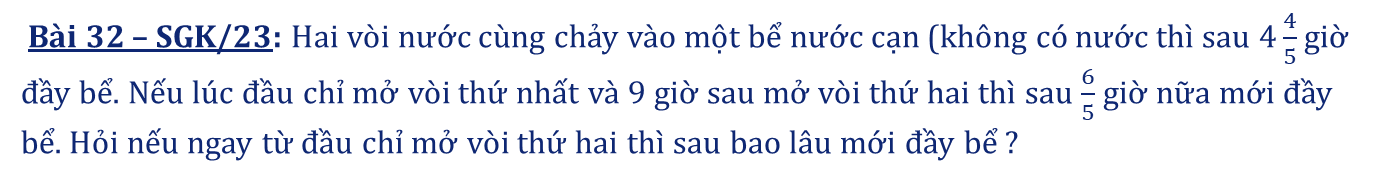 Bài 32 – SGK/23: Hai vòi nước cùng chảy vào một bể nước cạn (không có nước thì sau 4 4/5 giờ
đầy bể. Nếu lúc đầu chỉ mở vòi thứ nhất và 9 giờ sau mở vòi thứ hai thì sau 6/5 giờ nữa mới đầy
bể. Hỏi nếu ngay từ đầu chỉ mở vòi thứ hai thì sau bao lâu mới đầy bể ?